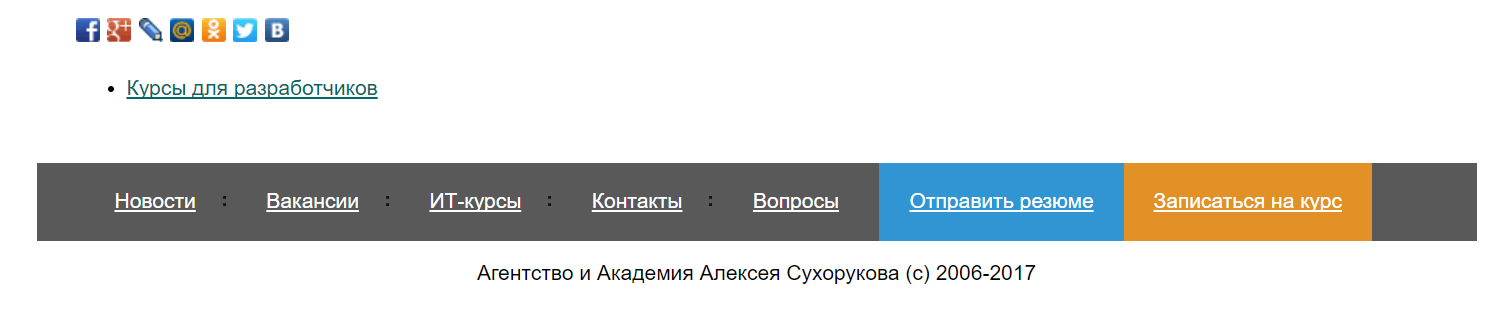 Курсы для разработчиков
Новости : Вакансии : ИТ-курсы : Контакты : Вопросы Отправить резюме Записаться на курс
Агентство и Академия Алексея Сухорукова (c) 2006-2017